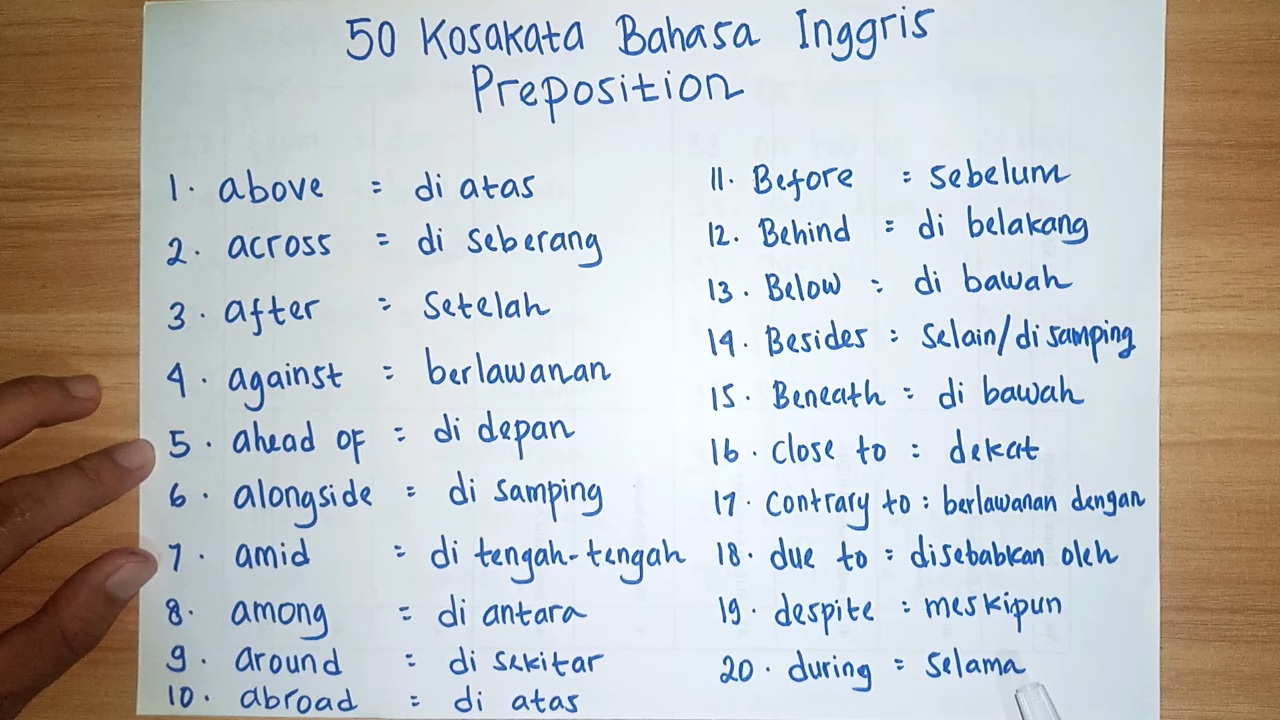 50 Kosakata Bahasa Inggris
Preposition
1. above = di atas
2. across = di seberang
3. after = Setelah
4. against = berlawanan
5. ahead of = di depan
6. alongside = di samping
7. amid = di tengah-tengah
8. among = di antara
9. around = di sekitar
10. abroad = di atas
11. Before = sebelum
12. Behind = di belakang
13. Below = di bawah
14. Besides = Selain/di samping
15. Beneath = di bawah
16. Close to = dekat
17. Contrary to = berlawanan dengan
18. due to = disebabkan oleh
19. despite = meskipun
20. during = selama